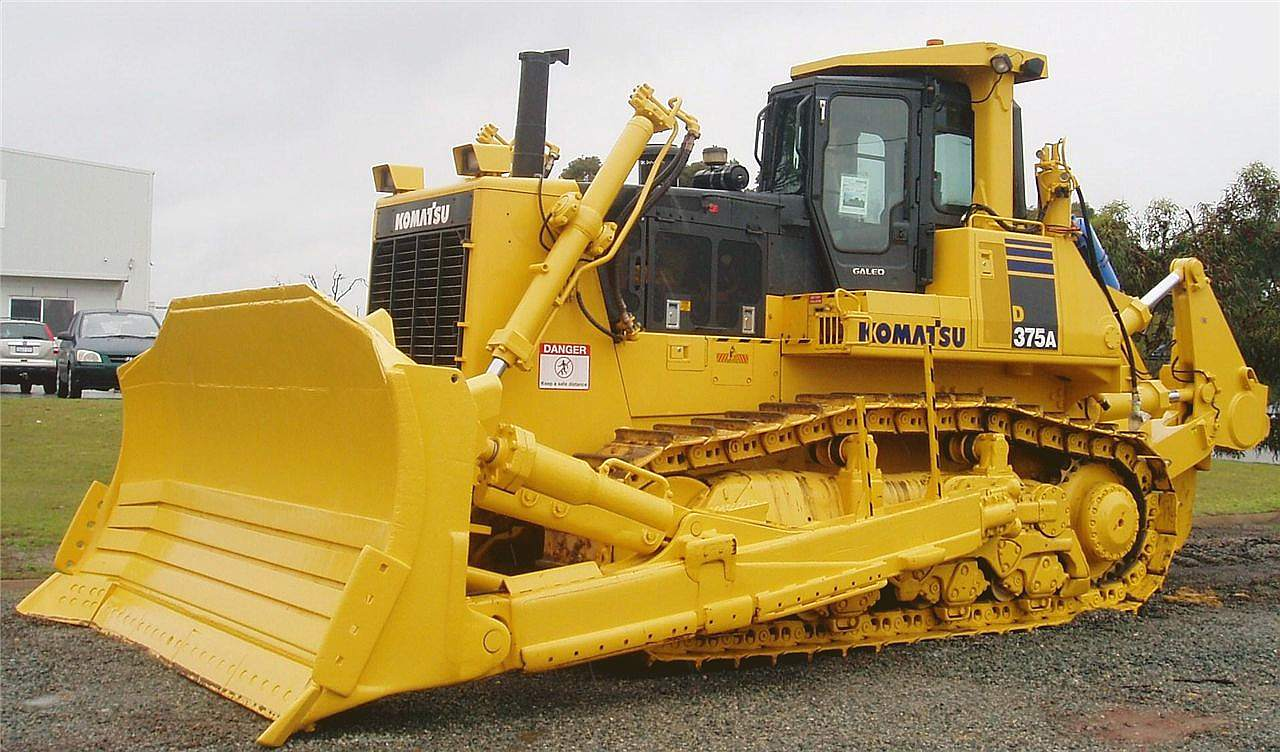 KOMATSU
GALEO
KOMATSU
D
375A
DANGER
Keep a safe distance